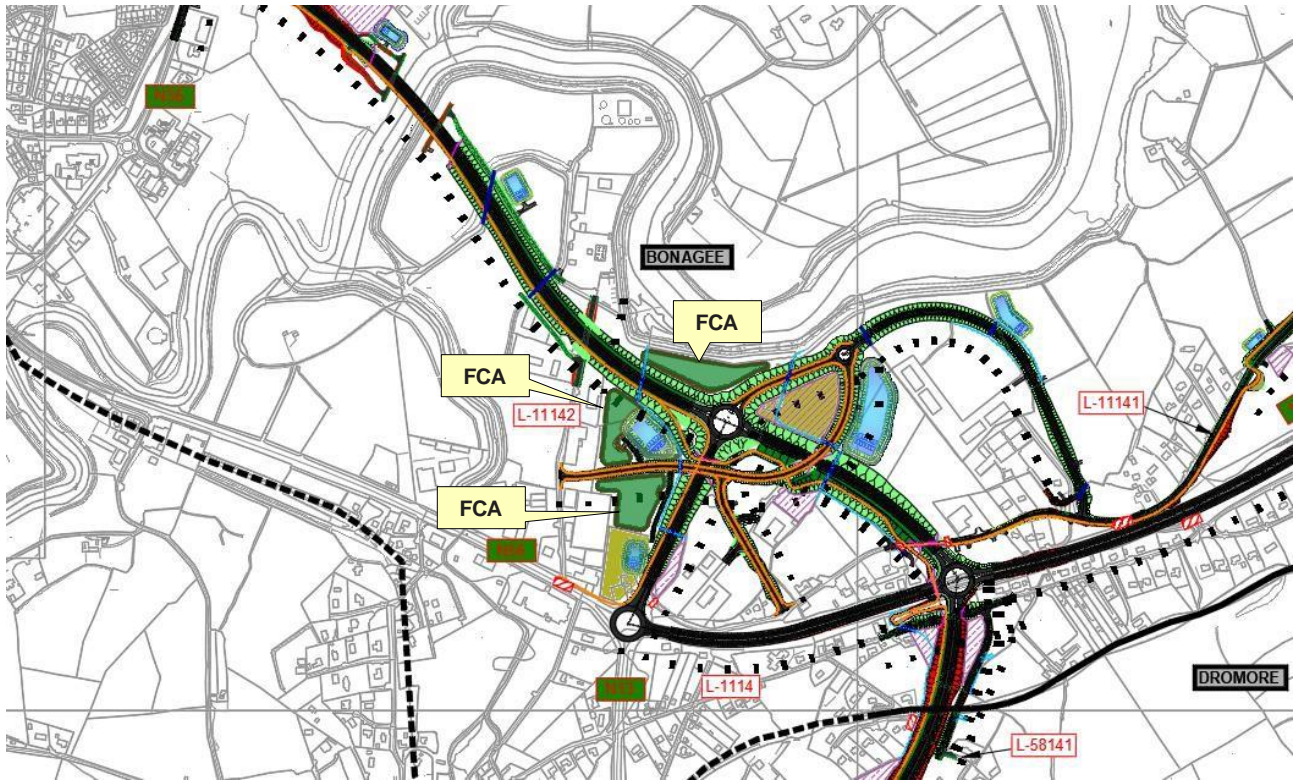 BONAGEE
FCA
FCA
L-11142
L-11141
FCA
L-1114
DROMORE
L-58141